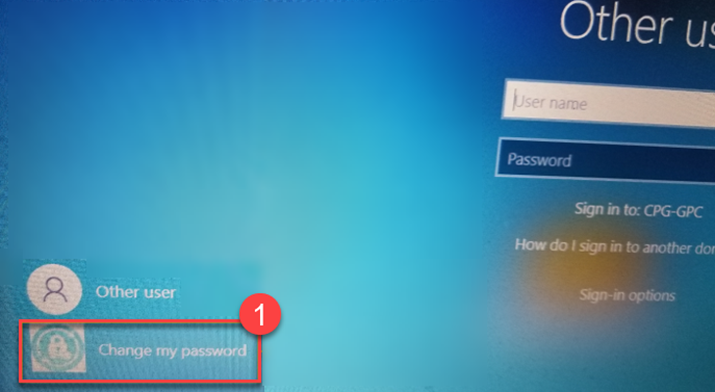 Other us
User name
Password
Sign in to: CPG-GPC
How do I sign in to another dor
Sign-in options
Other user
1
Change my password